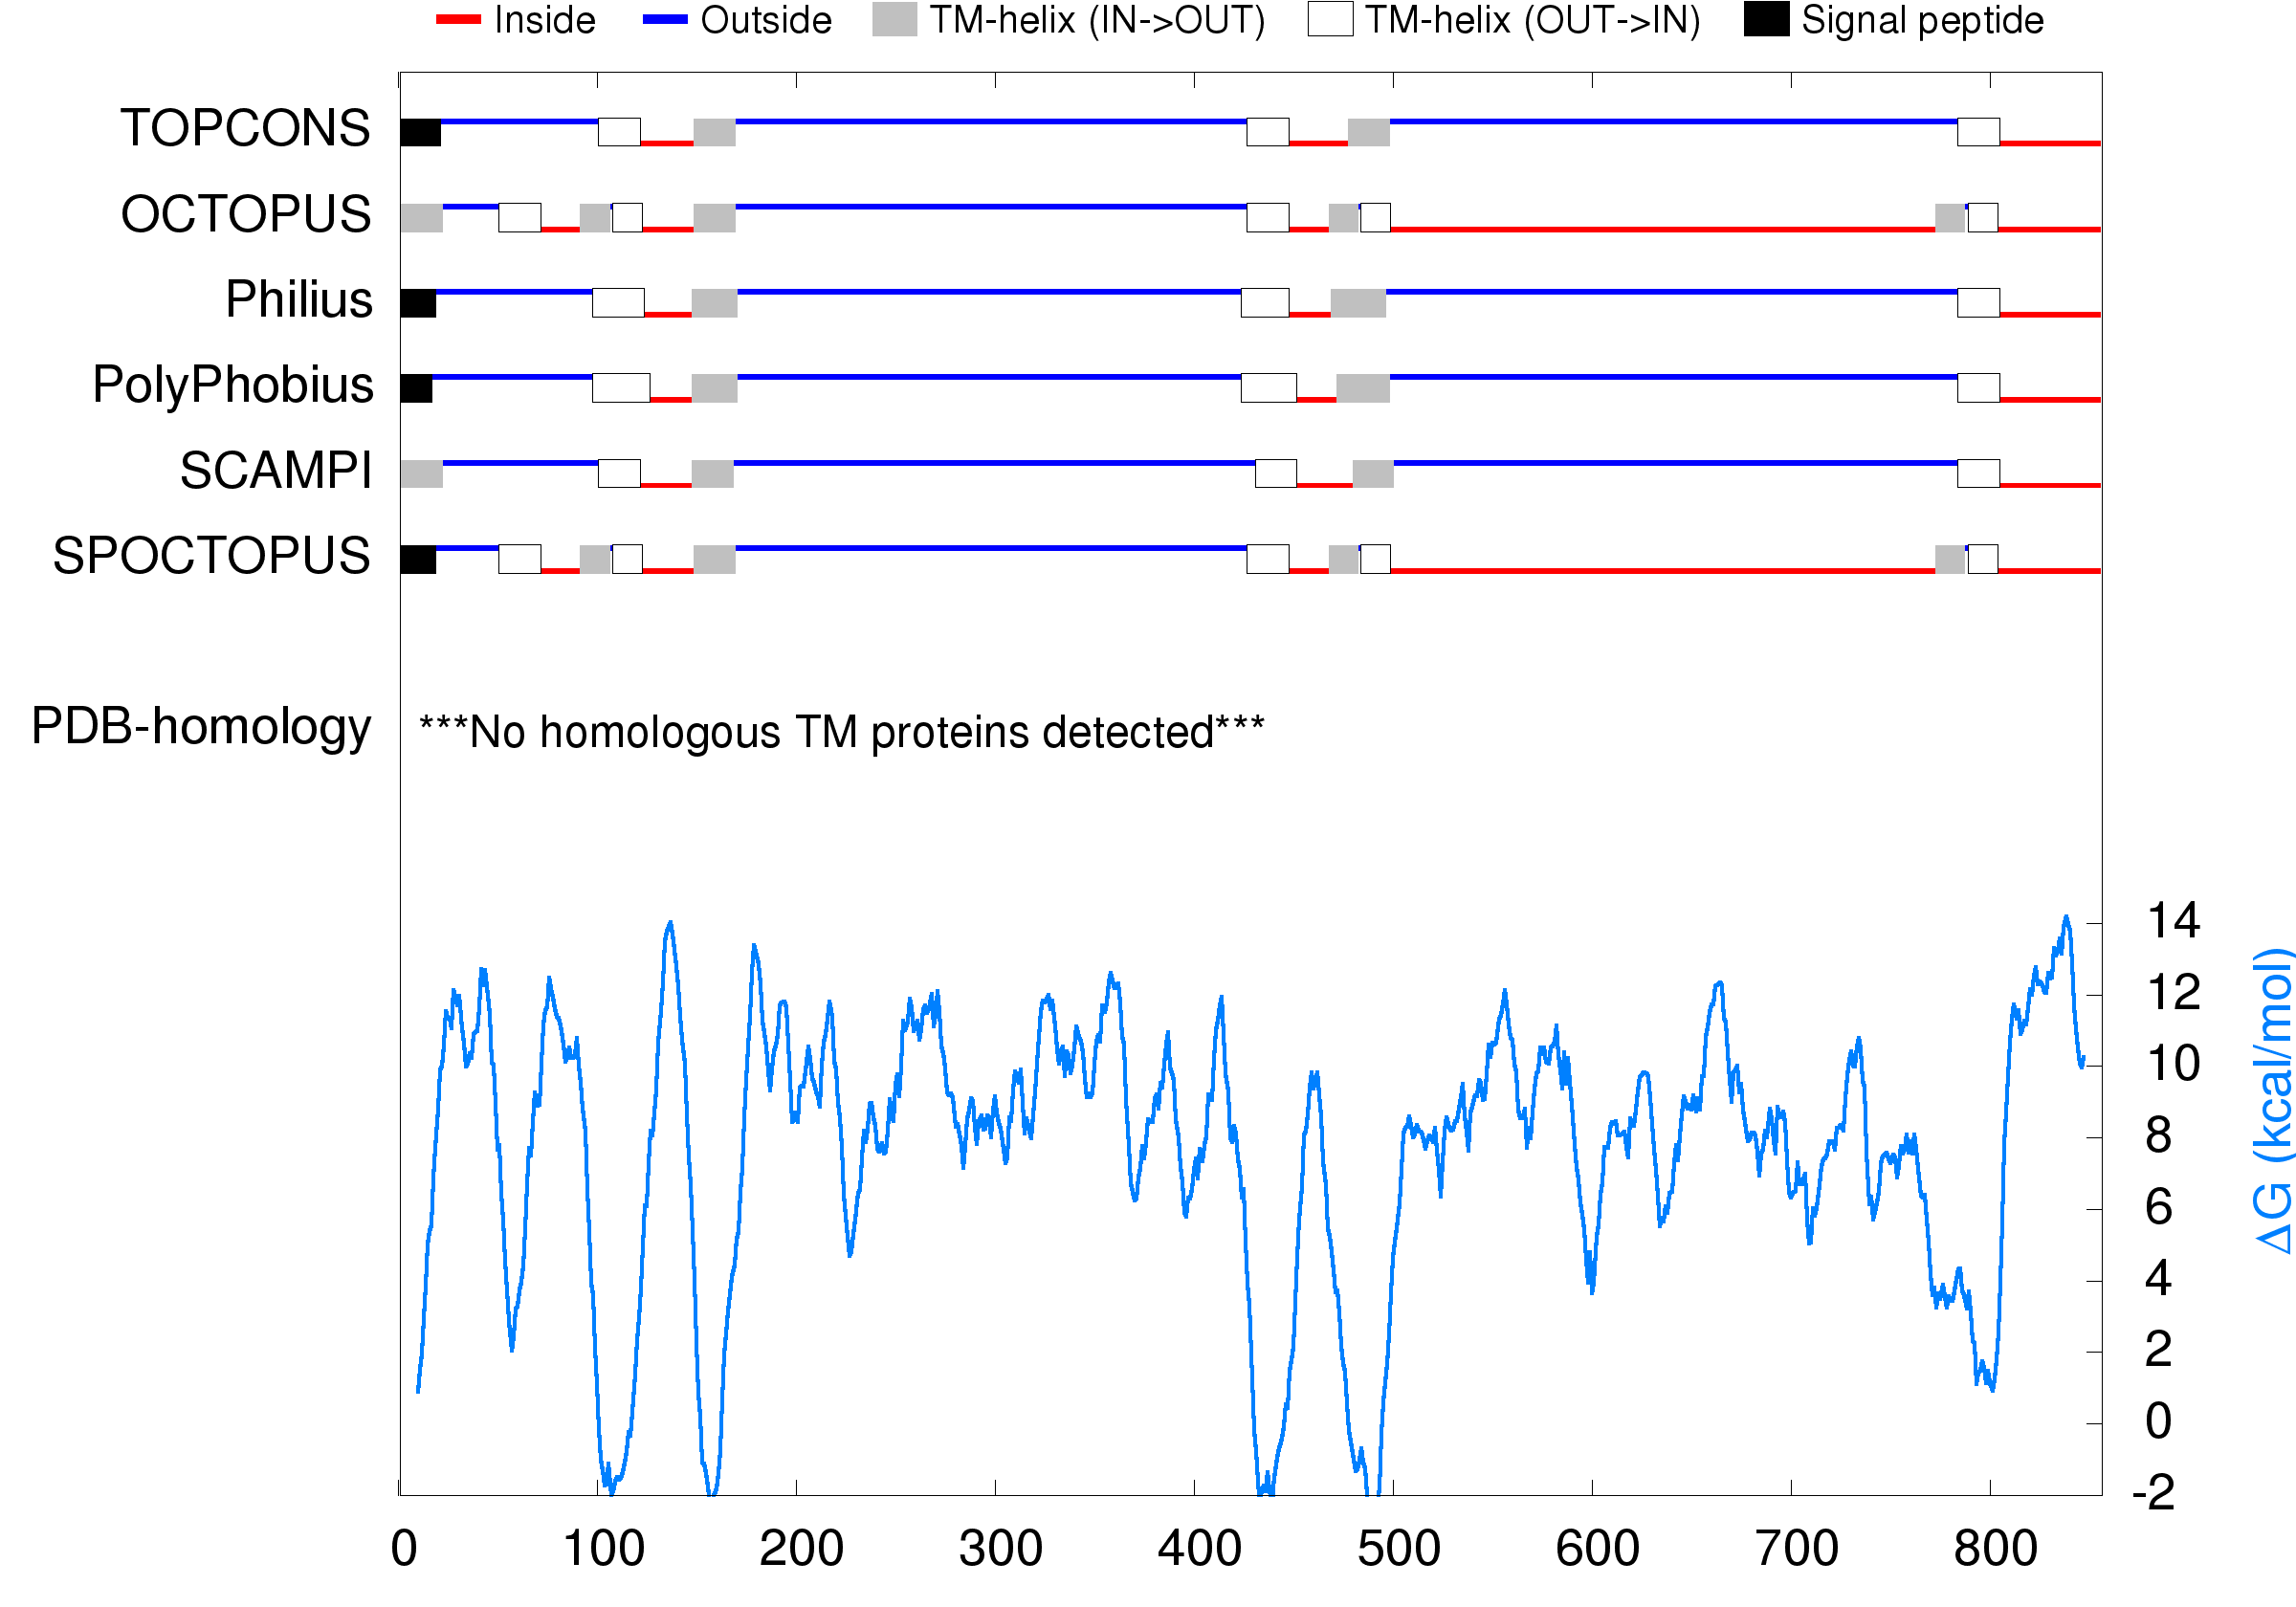 Inside Outside TM-helix (IN->OUT) TM-helix (OUT->IN) Signal peptide
TOPCONS
OCTOPUS
Philius
PolyPhobius
SCAMPI
SPOCTOPUS
PDB-homology ***No homologous TM proteins detected***
14
12
10
8
6
4
2
0
-2
ΔG (kcal/mol)
0 100 200 300 400 500 600 700 800